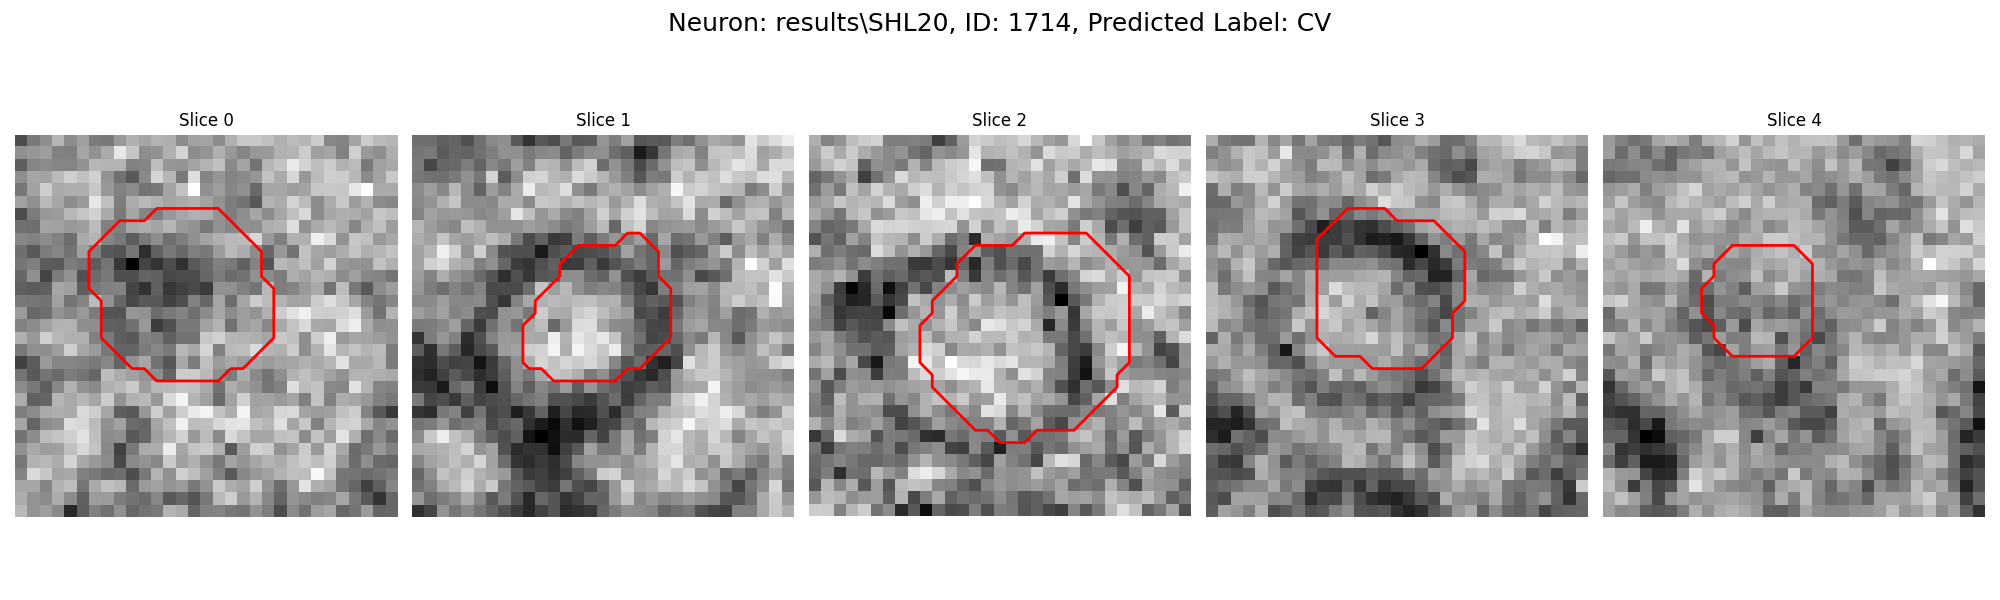 Neuron: results\SHL20, ID: 1714, Predicted Label: CV
Slice 0
Slice 1
Slice 2
Slice 3
Slice 4